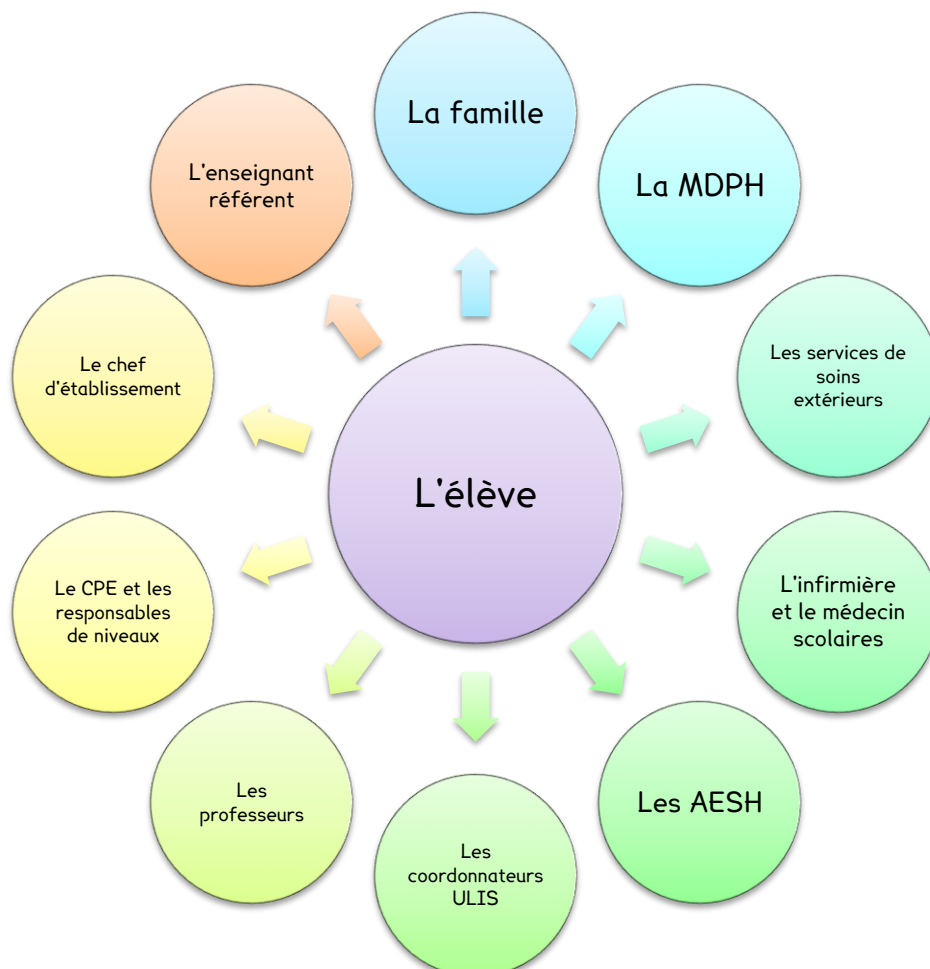 La famille
La MDPH
Les services de
soins
extérieurs
L'infirmière
et le médecin
scolaires
Les AESH
Les
coordonnateurs
ULIS
Les
professeurs
Le CPE et les
responsables
de niveaux
Le chef
d'établissement
L'enseignant
référent
L'élève